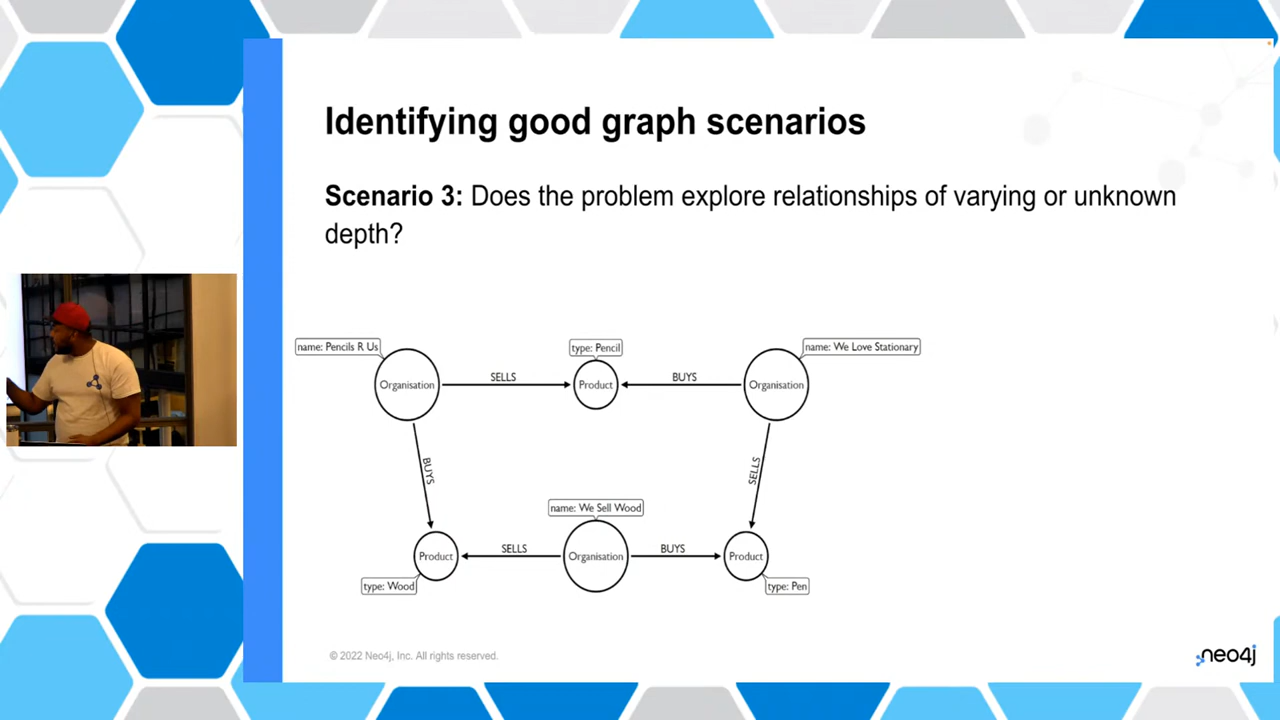 Identifying good graph scenarios
Scenario 3: Does the problem explore relationships of varying or unknown
depth?
name: Pencils R Us
type: Pencil
name: We Love Stationary
Organisation
SELLS
Product
BUYS
Organisation
BUYS
SELLS
name: We Sell Wood
Product
SELLS
Organisation
BUYS
Product
type: Wood
type: Pen
© 2022 Neo4j, Inc. All rights reserved.
neo4j